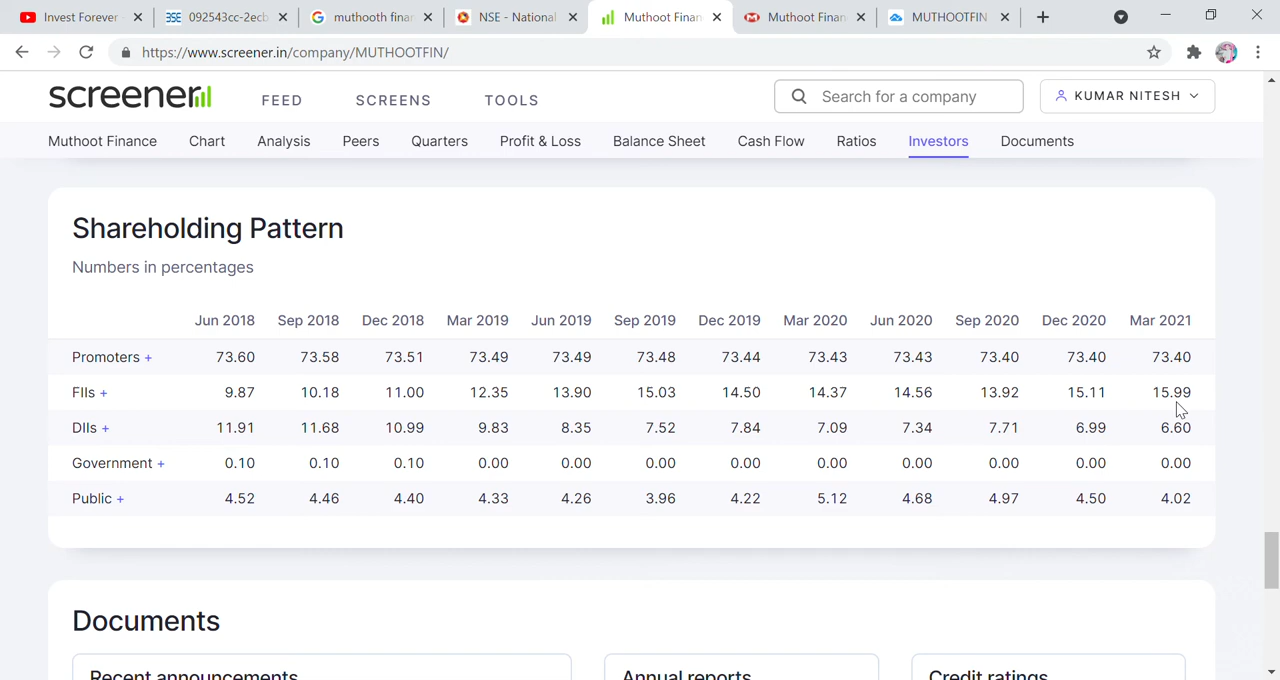 Invest Forever
092543cc-2ecb
muthooth finan
NSE - National
Muthoot Finan
Muthoot Finan
MUTHOOTFIN
https://www.screener.in/company/MUTHOOTFIN/
screener
FEED SCREENS TOOLS
Search for a company
KUMAR NITESH
Muthoot Finance Chart Analysis Peers Quarters Profit & Loss Balance Sheet Cash Flow Ratios Investors Documents
Shareholding Pattern
Numbers in percentages
Jun 2018 Sep 2018 Dec 2018 Mar 2019 Jun 2019 Sep 2019 Dec 2019 Mar 2020 Jun 2020 Sep 2020 Dec 2020 Mar 2021
Promoters + 73.60 73.58 73.51 73.49 73.49 73.48 73.44 73.43 73.43 73.40 73.40 73.40
FIIs + 9.87 10.18 11.00 12.35 13.90 15.03 14.50 14.37 14.56 13.92 15.11 15.99
DIIs + 11.91 11.68 10.99 9.83 8.35 7.52 7.84 7.09 7.34 7.71 6.99 6.60
Government + 0.10 0.10 0.10 0.00 0.00 0.00 0.00 0.00 0.00 0.00 0.00 0.00
Public + 4.52 4.46 4.40 4.33 4.26 3.96 4.22 5.12 4.68 4.97 4.50 4.02
Documents
Recent announcements Annual reports Credit ratings